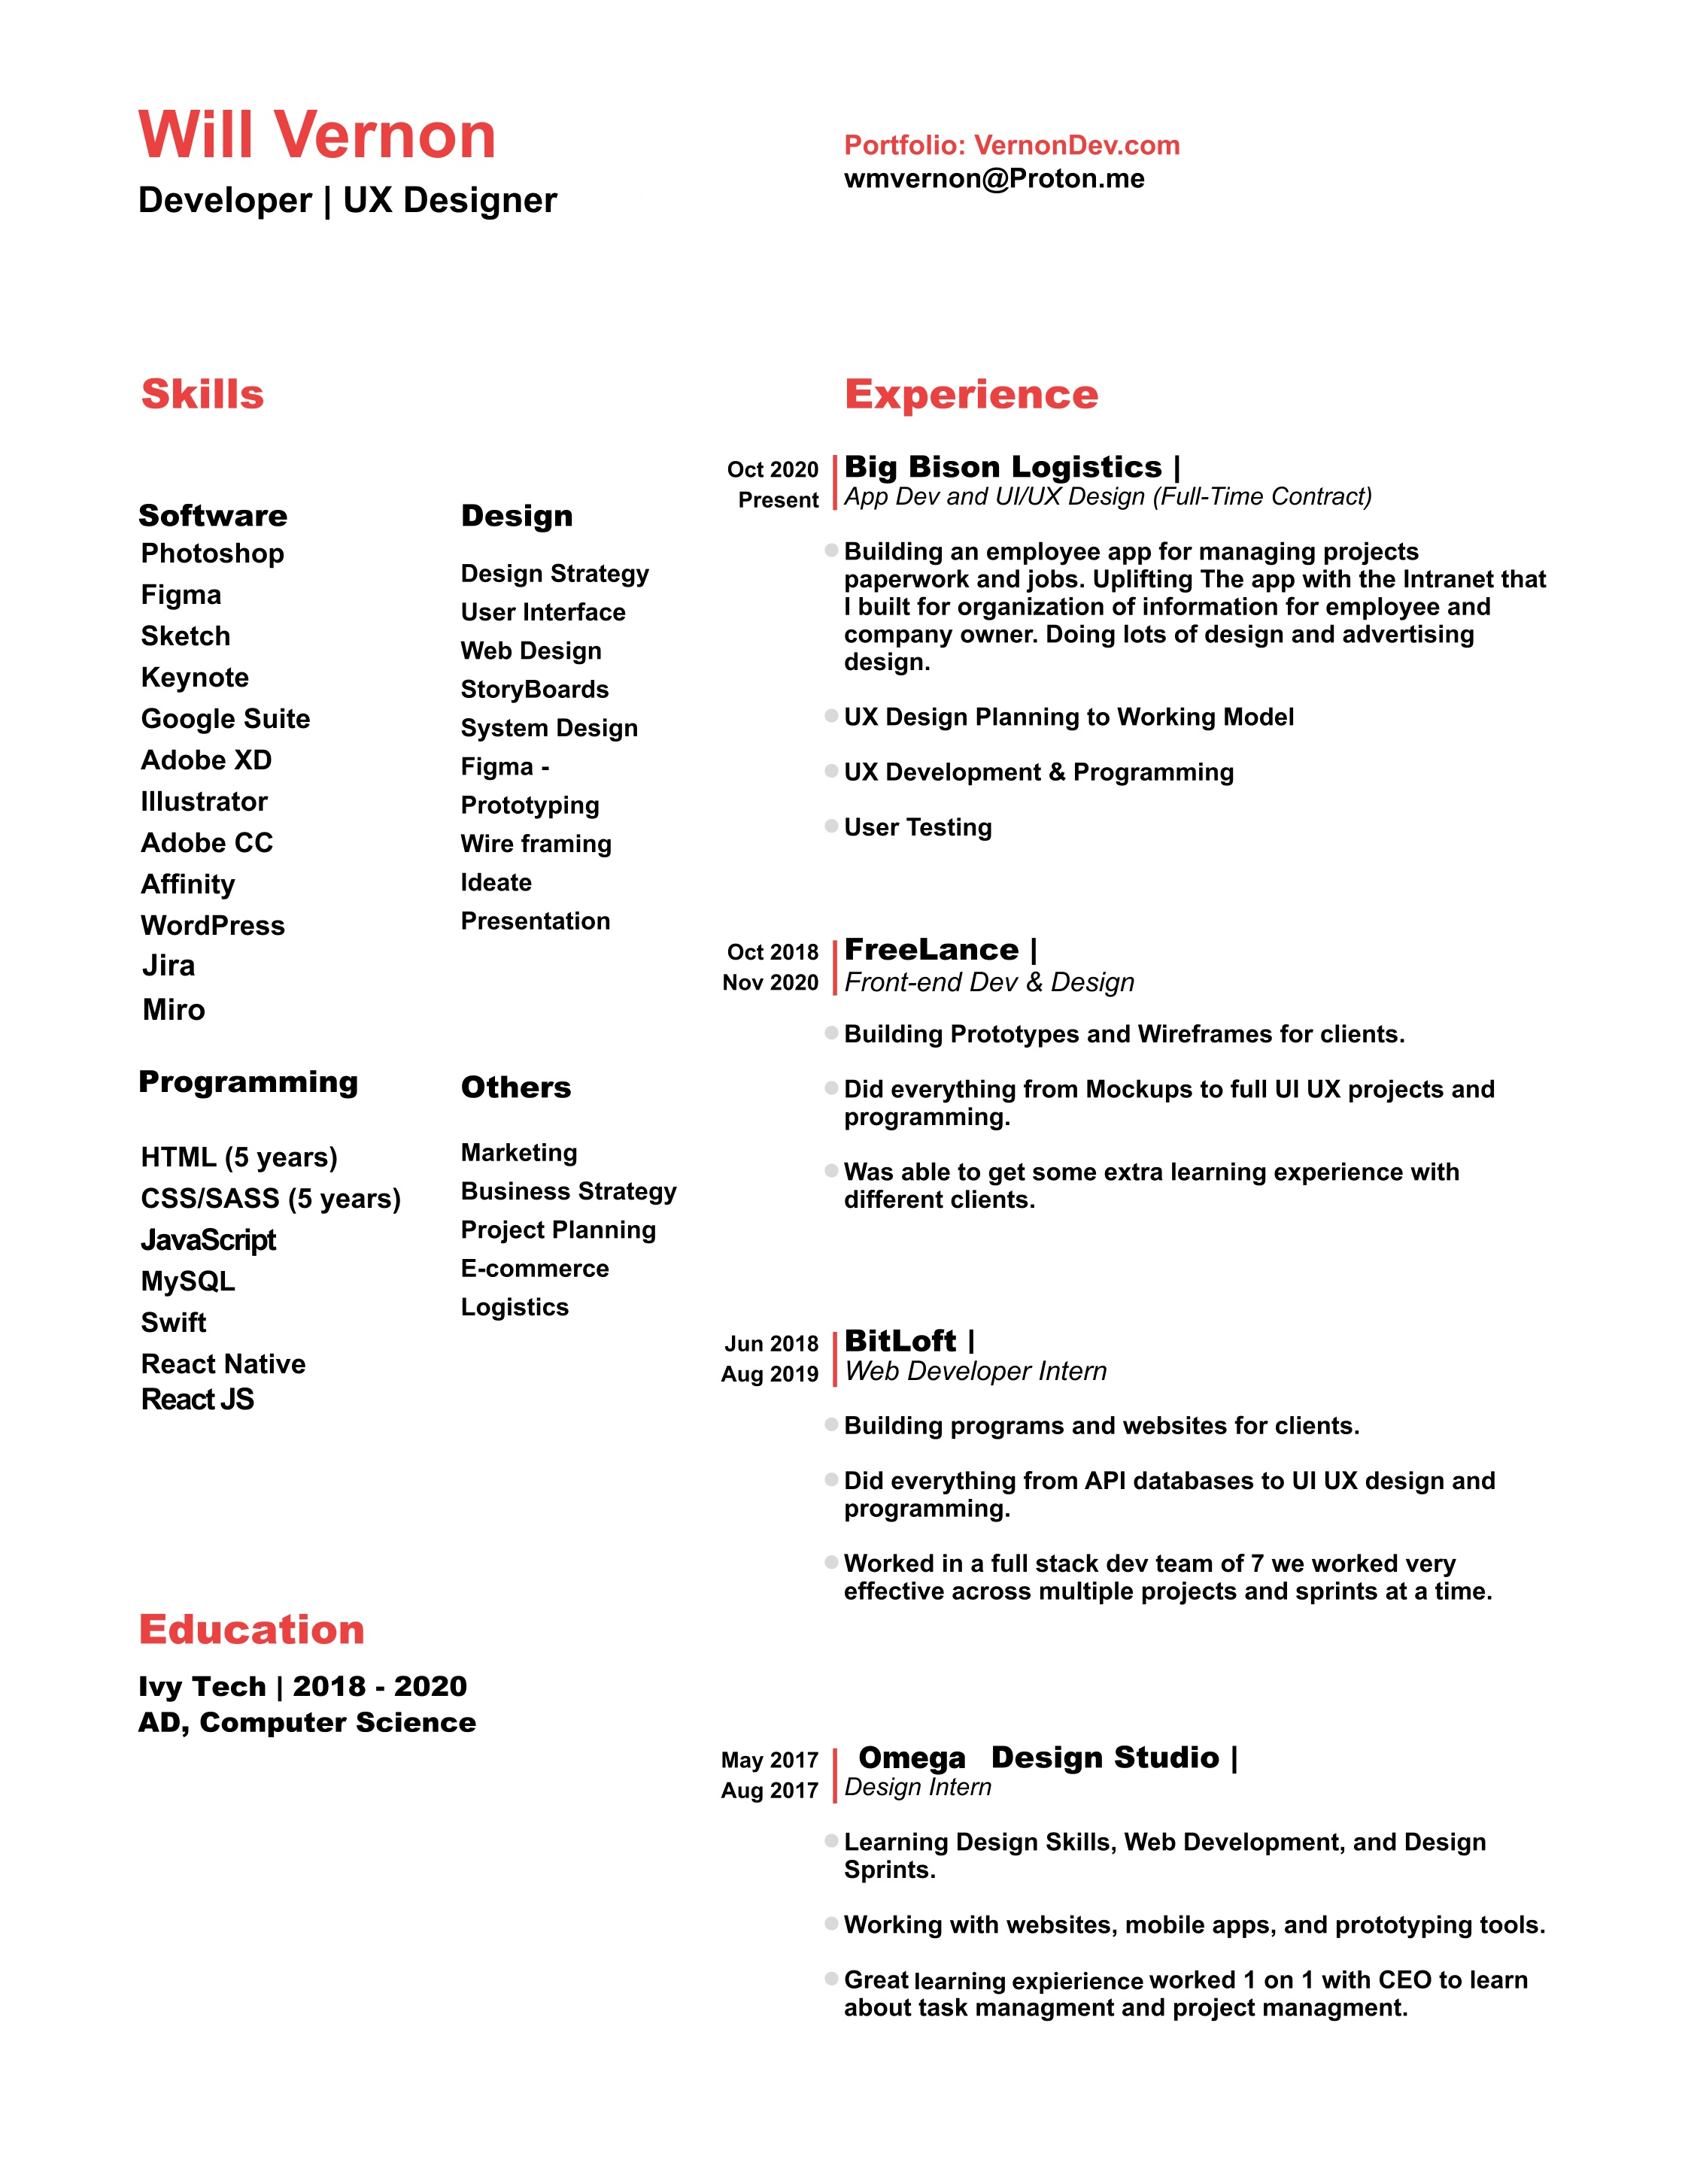 Will Vernon
Developer | UX Designer
Portfolio: VernonDev.com
wmvernon@Proton.me
Skills
Software
Photoshop
Figma
Sketch
Keynote
Google Suite
Adobe XD
Illustrator
Adobe CC
Affinity
WordPress
Jira
Miro
Design
Design Strategy
User Interface
Web Design
StoryBoards
System Design
Figma -
Prototyping
Wire framing
Ideate
Presentation
Programming
HTML (5 years)
CSS/SASS (5 years)
JavaScript
MySQL
Swift
React Native
React JS
Others
Marketing
Business Strategy
Project Planning
E-commerce
Logistics
Education
Ivy Tech | 2018 - 2020
AD, Computer Science
Experience
Oct 2020
Present
Big Bison Logistics |
App Dev and UI/UX Design (Full-Time Contract)
Building an employee app for managing projects
paperwork and jobs. Uplifting The app with the Intranet that
I built for organization of information for employee and
company owner. Doing lots of design and advertising
design.
UX Design Planning to Working Model
UX Development & Programming
User Testing
Oct 2018
Nov 2020
FreeLance |
Front-end Dev & Design
Building Prototypes and Wireframes for clients.
Did everything from Mockups to full UI UX projects and
programming.
Was able to get some extra learning experience with
different clients.
Jun 2018
Aug 2019
BitLoft |
Web Developer Intern
Building programs and websites for clients.
Did everything from API databases to UI UX design and
programming.
Worked in a full stack dev team of 7 we worked very
effective across multiple projects and sprints at a time.
May 2017
Aug 2017
Omega Design Studio |
Design Intern
Learning Design Skills, Web Development, and Design
Sprints.
Working with websites, mobile apps, and prototyping tools.
Great learning expierience worked 1 on 1 with CEO to learn
about task managment and project managment.